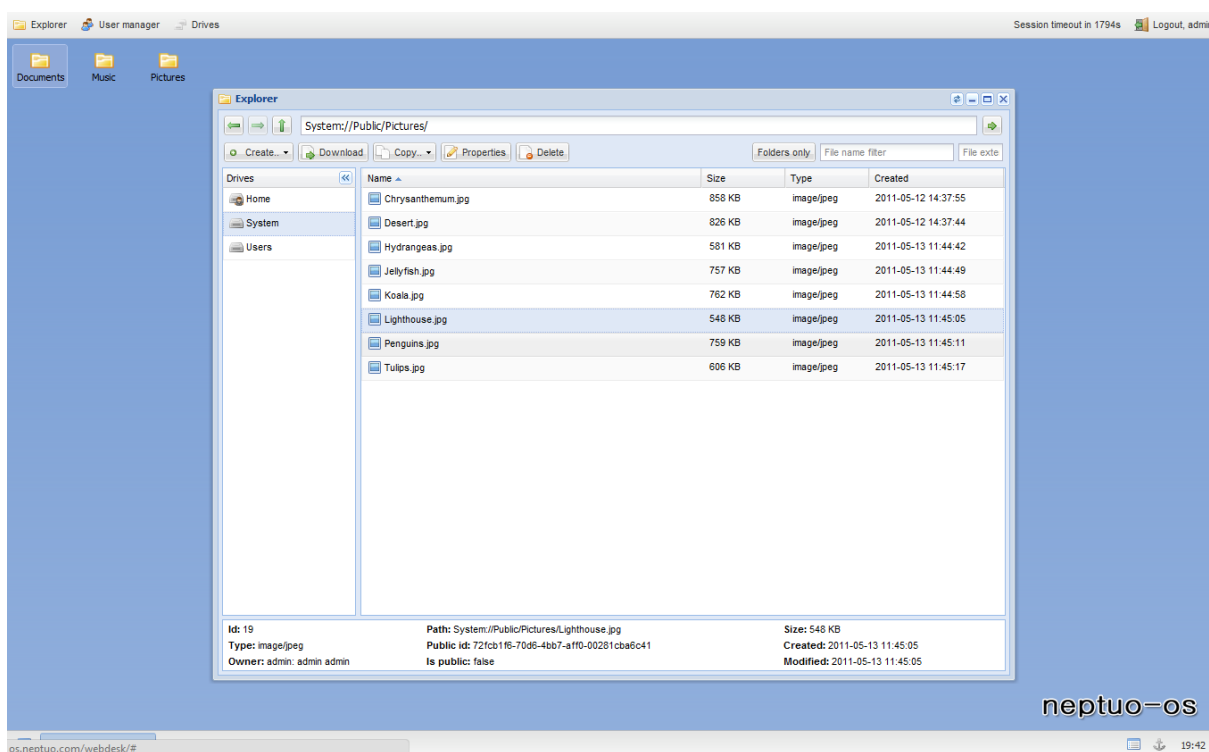 Explorer User manager Drives Session timeout in 1794s Logout, admi
Documents Music Pictures
Explorer
System://Public/Pictures/
Create.. Download Copy.. Properties Delete Folders only File name filter File exte
Drives Name Size Type Created
Home Chrysanthemum.jpg 858 KB image/jpeg 2011-05-12 14:37:55
System Desert.jpg 826 KB image/jpeg 2011-05-12 14:37:44
Users Hydrangeas.jpg 581 KB image/jpeg 2011-05-13 11:44:42
Jellyfish.jpg 757 KB image/jpeg 2011-05-13 11:44:49
Koala.jpg 762 KB image/jpeg 2011-05-13 11:44:58
Lighthouse.jpg 548 KB image/jpeg 2011-05-13 11:45:05
Penguins.jpg 759 KB image/jpeg 2011-05-13 11:45:11
Tulips.jpg 606 KB image/jpeg 2011-05-13 11:45:17
Id: 19 Path: System://Public/Pictures/Lighthouse.jpg Size: 548 KB
Type: image/jpeg Public id: 72fcb1f6-70d6-4bb7-aff0-00281cba6c41 Created: 2011-05-13 11:45:05
Owner: admin: admin admin Is public: false Modified: 2011-05-13 11:45:05
neptuo-os
os.neptuo.com/webdesk/# 19:42